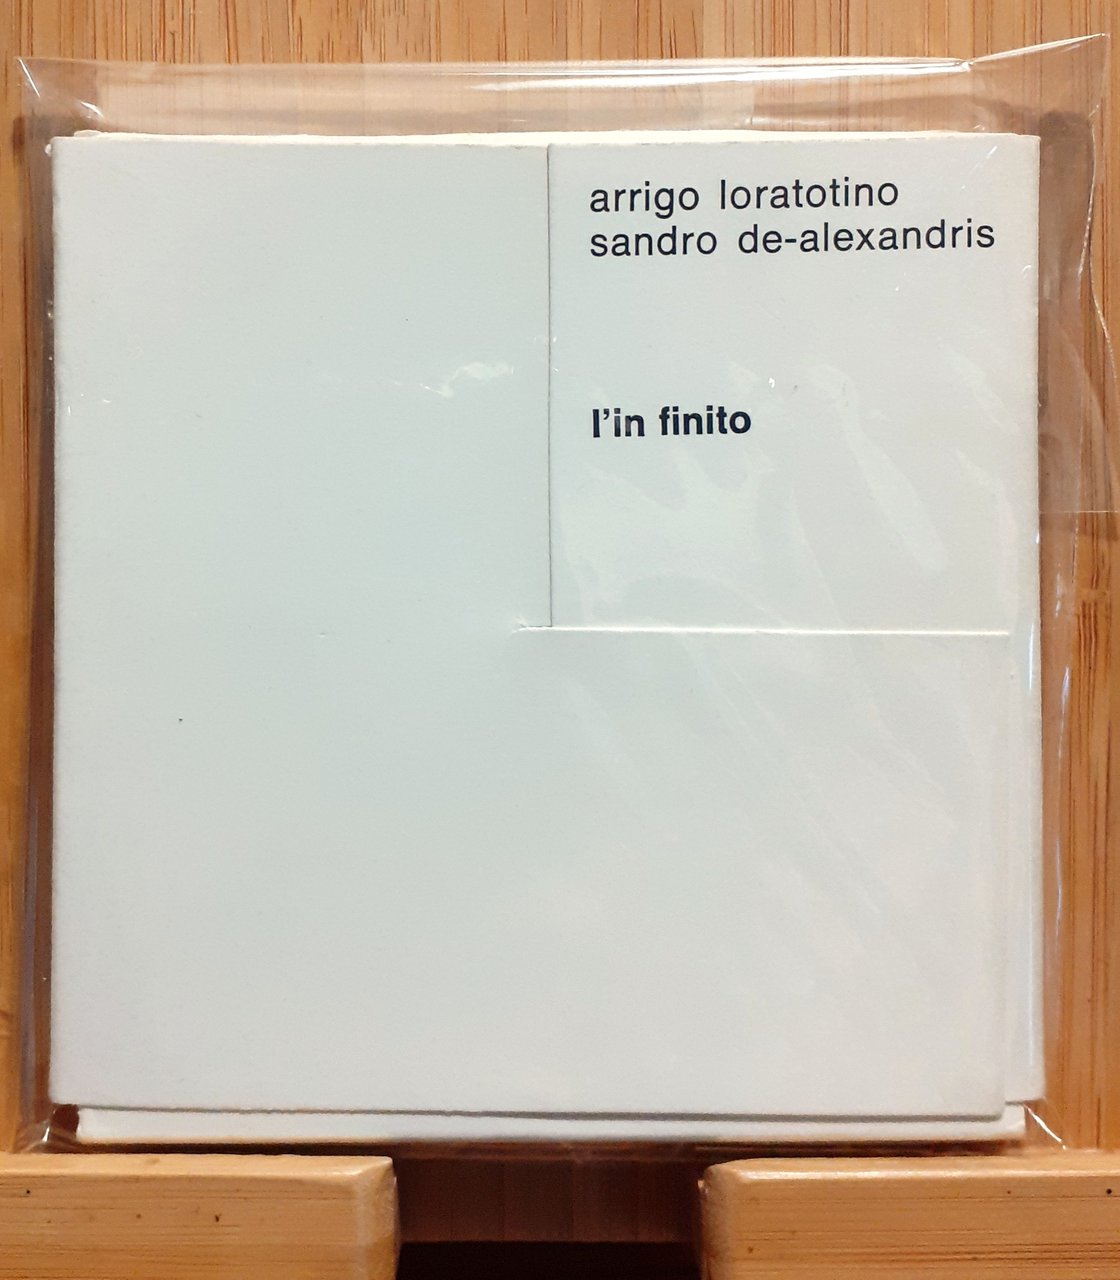 arrigo loratotino
sandro de-alexandris
l'in finito